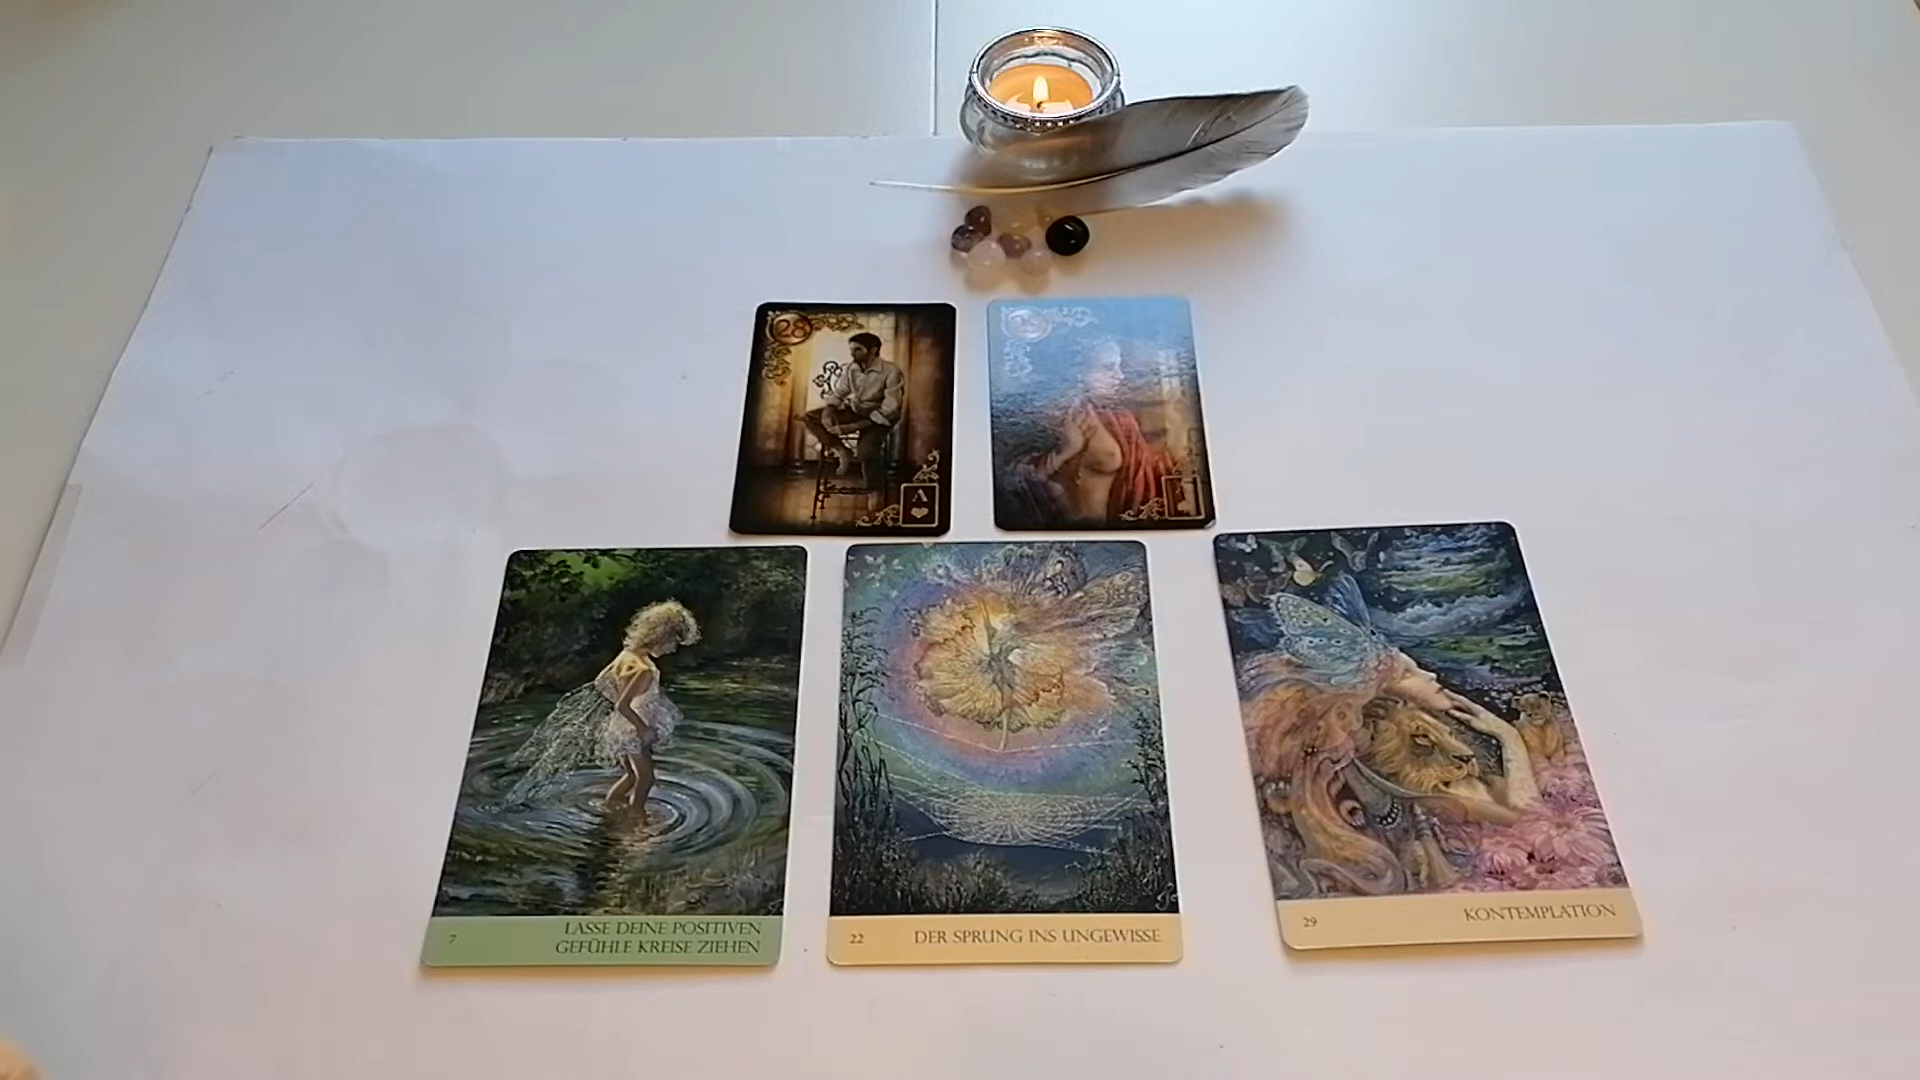 28
A
7
LASSE DEINE POSITIVEN
GEFÜHLE KREISE ZIEHEN
22
DER SPRUNG INS UNGEWISSE
29
KONTEMPLATION